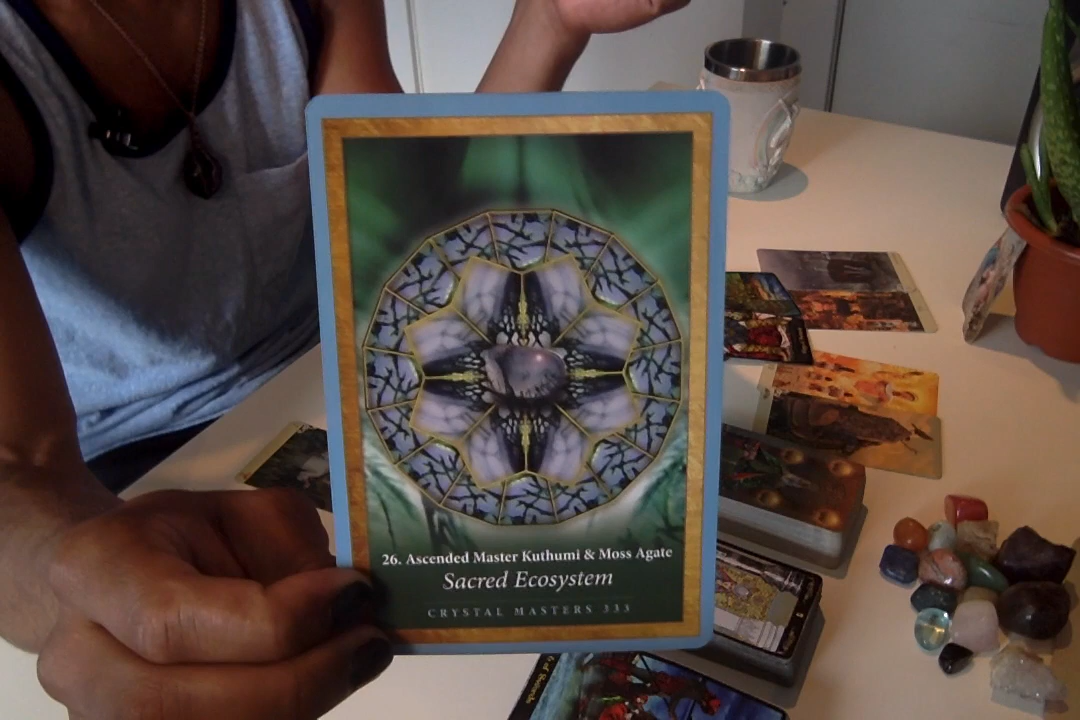 26. Ascended Master Kuthumi & Moss Agate
Sacred Ecosystem
CRYSTAL MASTERS 333